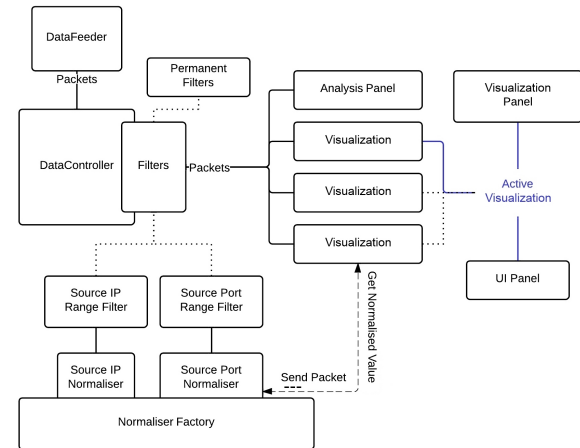 DataFeeder
Packets
Permanent
Filters
DataController
Filters
Packets
Analysis Panel
Visualization
Visualization
Visualization
Visualization
Panel
Active
Visualization
UI Panel
Source IP
Range Filter
Source Port
Range Filter
Source IP
Normaliser
Source Port
Normaliser
Normaliser Factory
Send Packet
Get Normalised Value